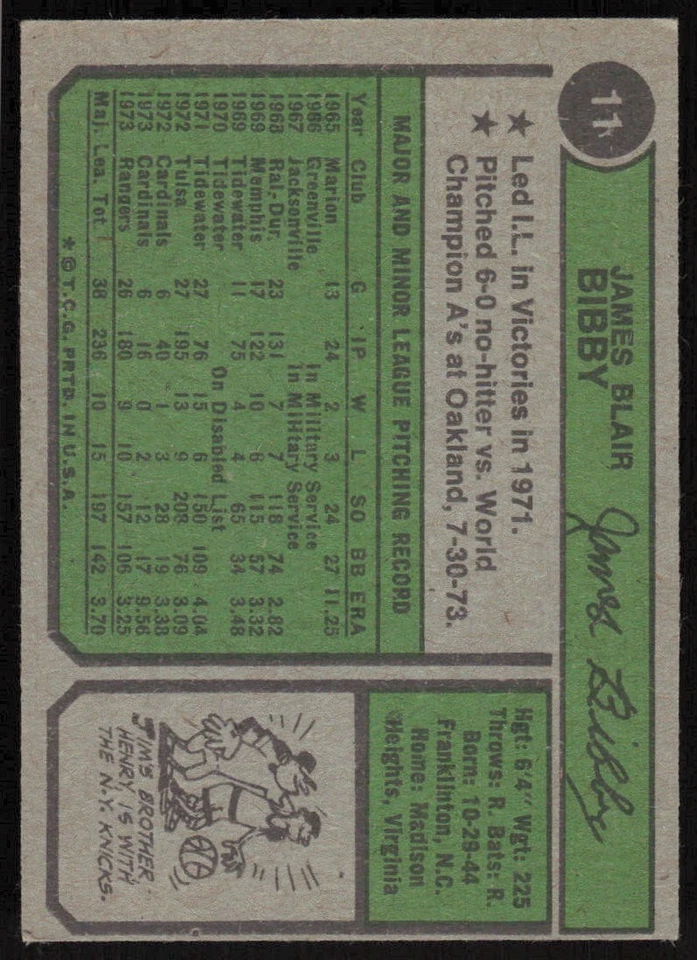 11
JAMES BLAIR
BIBBY
James Bibby
★ Led I.L. in Victories in 1971.
★ Pitched 6-0 no-hitter vs. World
Champion A's at Oakland, 7-30-73.
Hgt: 6'4" Wgt: 225
Throws: R. Bats: R.
Born: 10-29-44
Franklinton, N.C.
Home: Madison
Heights, Virginia
MAJOR AND MINOR LEAGUE PITCHING RECORD
Year Club G IP W L SO BB ERA
1965 Marion 13 24 2 3 24 27 11.25
1966 Greenville In Military Service
1967 Jacksonville In Military Service
1968 Ral.-Dur. 23 131 7 7 118 74 2.82
1969 Memphis 17 122 10 6 115 57 3.32
1969 Tidewater 11 75 4 4 65 34 3.48
1970 Tidewater On Disabled List
1971 Tidewater 27 76 15 6 150 109 4.04
1972 Tulsa 27 195 13 9 208 76 3.09
1972 Cardinals 6 40 1 3 28 19 3.38
1973 Cardinals 6 16 0 2 12 17 9.56
1973 Rangers 26 180 9 10 157 106 3.25
Maj. Lea. Tot. 38 236 10 15 197 142 3.70
* © T.C.G. PRTD. IN U.S.A.
JIM'S BROTHER
HENRY IS WITH
THE N.Y. KNICKS.